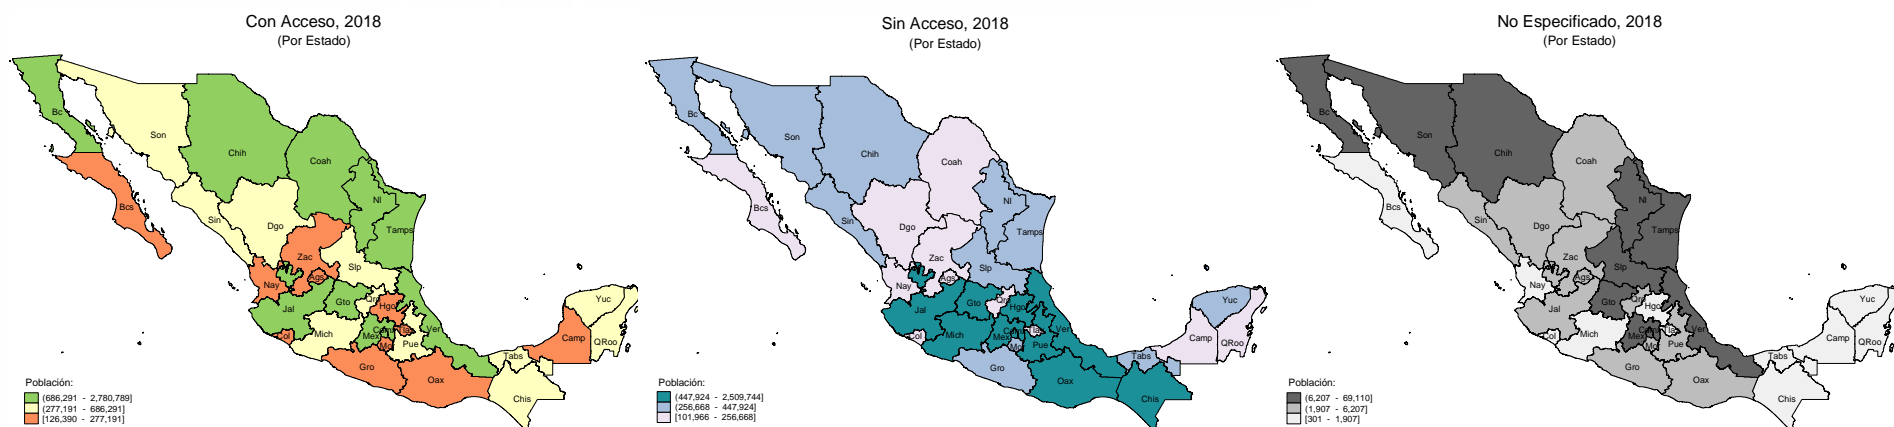 Con Acceso, 2018
(Por Estado)
Bc
Son
Chih
Coah
Bcs
Sin
Dgo
Nl
Tamps
Zac
Slp
Nay
Ags
Jal
Gto
Qro
Hgo
Col
Mich
Mex
Ver
Pue
Gro
Oax
Tabs
Chis
Camp
Yuc
QRoo
Población:
(686,291 - 2,780,789]
(277,191 - 686,291]
[126,390 - 277,191]
Sin Acceso, 2018
(Por Estado)
Bc
Son
Chih
Coah
Bcs
Sin
Dgo
Nl
Tamps
Zac
Slp
Nay
Ags
Jal
Gto
Qro
Hgo
Col
Mich
Mex
Ver
Pue
Gro
Oax
Tabs
Chis
Camp
Yuc
QRoo
Población:
(447,924 - 2,509,744]
(256,668 - 447,924]
[101,966 - 256,668]
No Especificado, 2018
(Por Estado)
Bc
Son
Chih
Coah
Bcs
Sin
Dgo
Nl
Tamps
Zac
Slp
Nay
Ags
Jal
Gto
Qro
Hgo
Col
Mich
Mex
Ver
Pue
Gro
Oax
Tabs
Chis
Camp
Yuc
QRoo
Población:
(6,207 - 69,110]
(1,907 - 6,207]
[301 - 1,907]